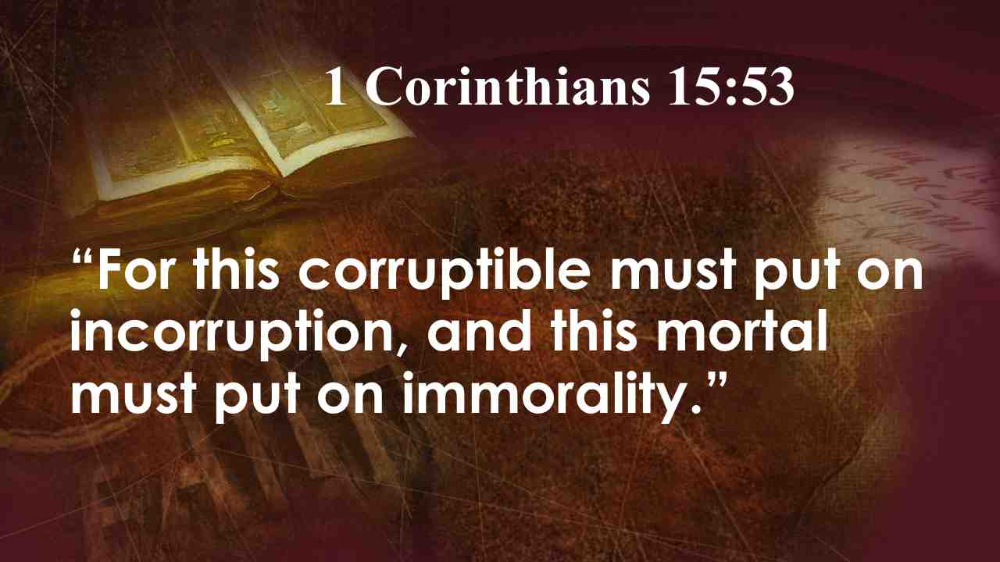 1 Corinthians 15:53
“For this corruptible must put on
incorruption, and this mortal
must put on immorality.”